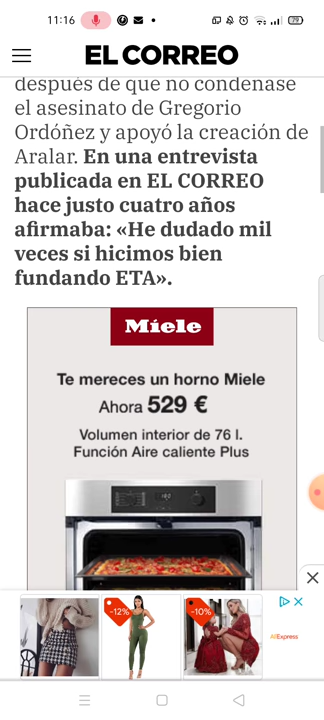 11:16
79
EL CORREO
después de que no condenase
el asesinato de Gregorio
Ordóñez y apoyó la creación de
Aralar. En una entrevista
publicada en EL CORREO
hace justo cuatro años
afirmaba: «He dudado mil
veces si hicimos bien
fundando ETA».
Miele
Te mereces un horno Miele
Ahora 529 €
Volumen interior de 76 l.
Función Aire caliente Plus
-12%
-10%
AliExpress